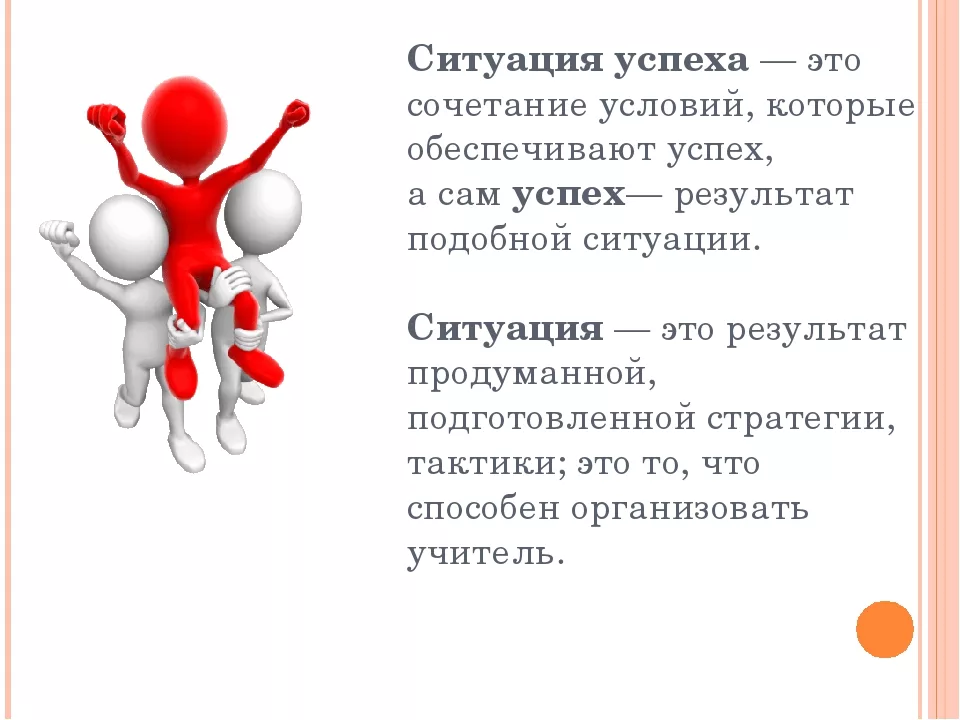 Ситуация успеха — это
сочетание условий, которые
обеспечивают успех,
а сам успех— результат
подобной ситуации.
Ситуация — это результат
продуманной,
подготовленной стратегии,
тактики; это то, что
способен организовать
учитель.